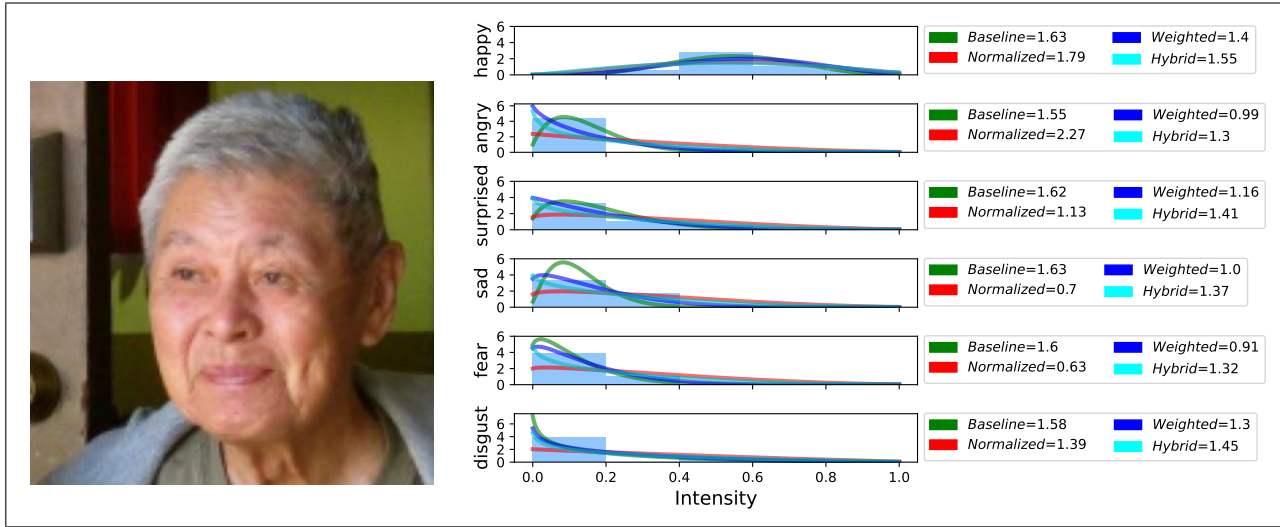 happy
6
4
2
0
Baseline=1.63 Weighted=1.4
Normalized=1.79 Hybrid=1.55
angry
6
4
2
0
Baseline=1.55 Weighted=0.99
Normalized=2.27 Hybrid=1.3
surprised
6
4
2
0
Baseline=1.62 Weighted=1.16
Normalized=1.13 Hybrid=1.41
sad
6
4
2
0
Baseline=1.63 Weighted=1.0
Normalized=0.7 Hybrid=1.37
fear
6
4
2
0
Baseline=1.6 Weighted=0.91
Normalized=0.63 Hybrid=1.32
disgust
6
4
2
0
Baseline=1.58 Weighted=1.3
Normalized=1.39 Hybrid=1.45
0.0 0.2 0.4 0.6 0.8 1.0
Intensity